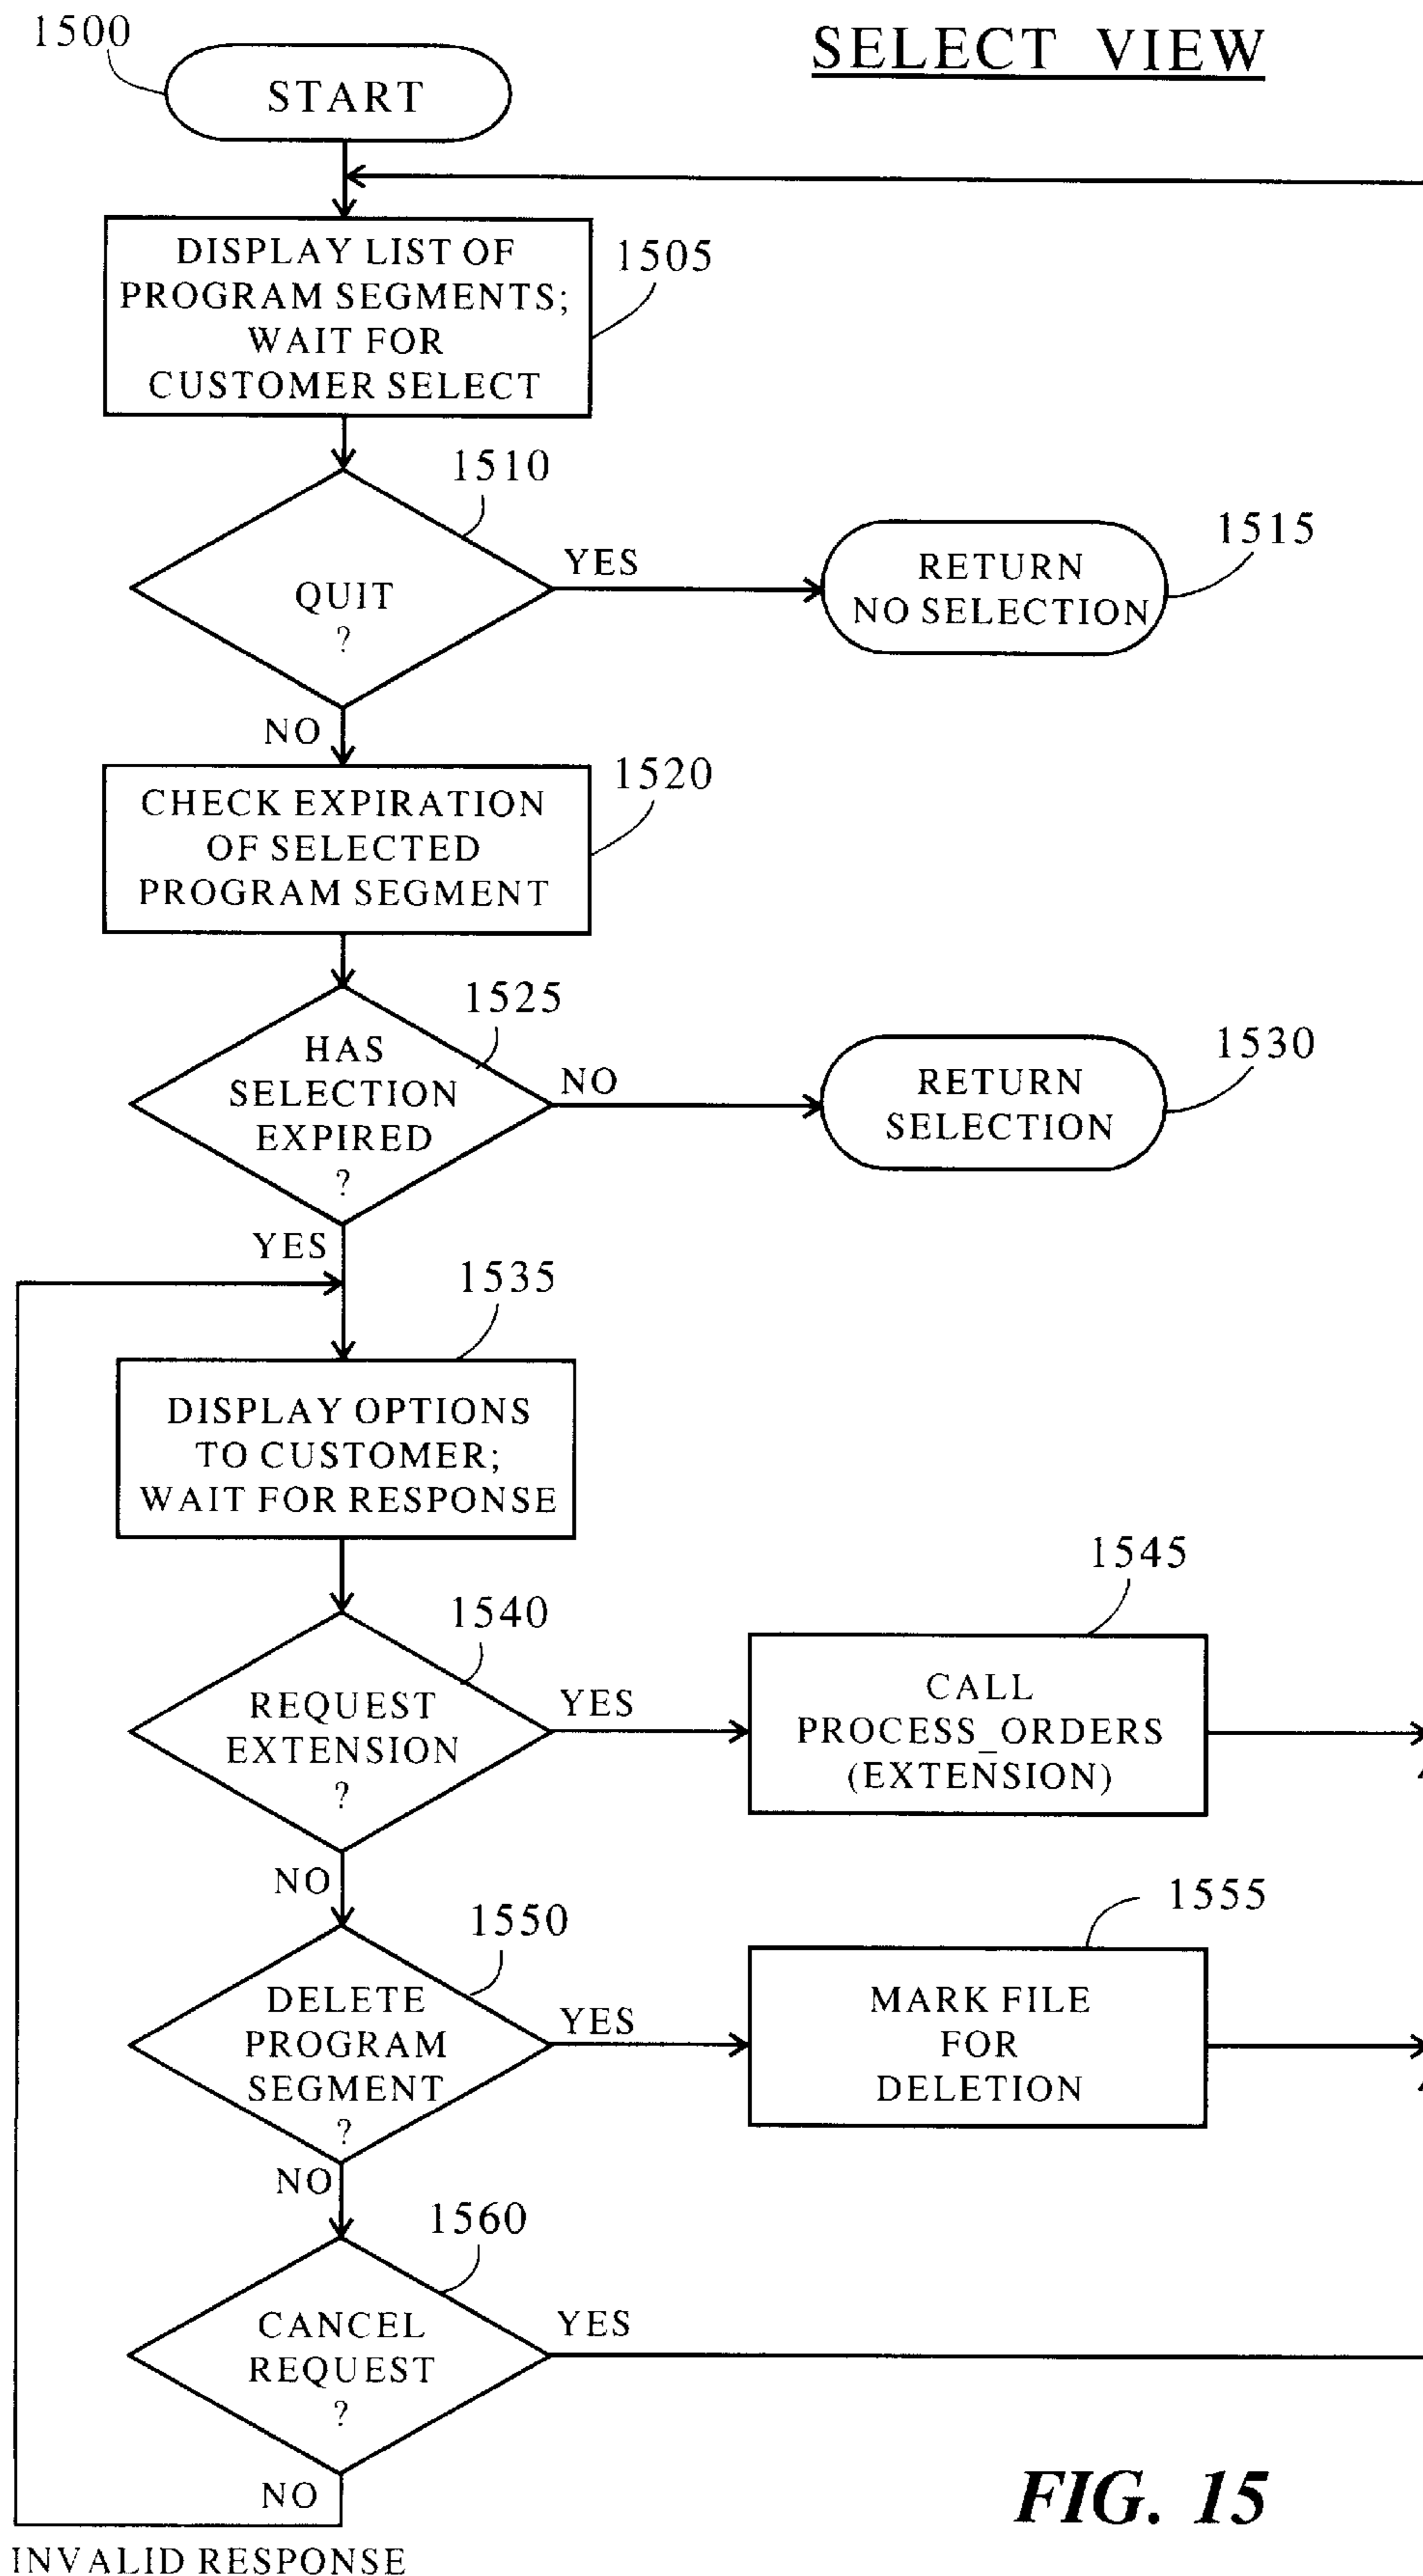 1500
START
SELECT VIEW
DISPLAY LIST OF
PROGRAM SEGMENTS;
WAIT FOR
CUSTOMER SELECT
1505
1510
QUIT
?
YES
RETURN
NO SELECTION
1515
NO
CHECK EXPIRATION
OF SELECTED
PROGRAM SEGMENT
1520
1525
HAS
SELECTION
EXPIRED
?
NO
RETURN
SELECTION
1530
YES
1535
DISPLAY OPTIONS
TO CUSTOMER;
WAIT FOR RESPONSE
1540
REQUEST
EXTENSION
?
YES
1545
CALL
PROCESS_ORDERS
(EXTENSION)
NO
1550
DELETE
PROGRAM
SEGMENT
?
YES
1555
MARK FILE
FOR
DELETION
NO
1560
CANCEL
REQUEST
?
YES
NO
INVALID RESPONSE
FIG. 15